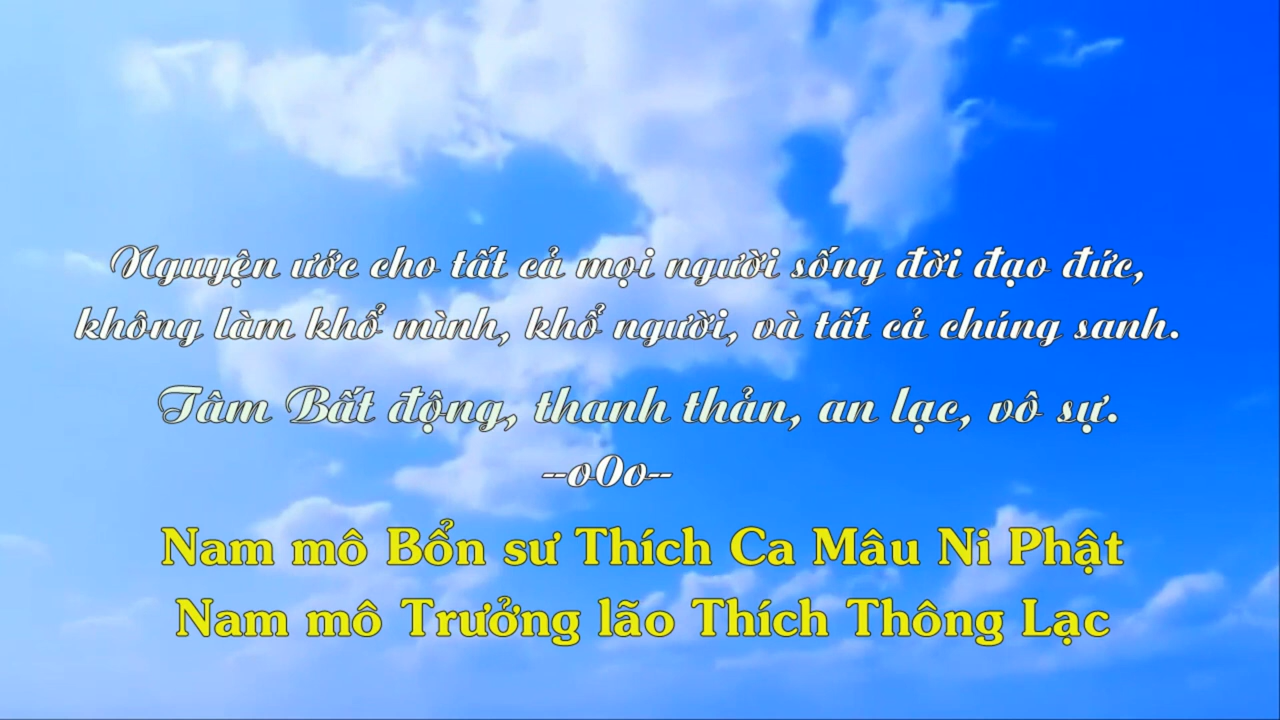 Nguyện ước cho tất cả mọi người sống đời đạo đức,
không làm khổ mình, khổ người, và tất cả chúng sanh.
Tâm Bất động, thanh thản, an lạc, vô sự.
--o0o--
Nam mô Bổn sư Thích Ca Mâu Ni Phật
Nam mô Trưởng lão Thích Thông Lạc